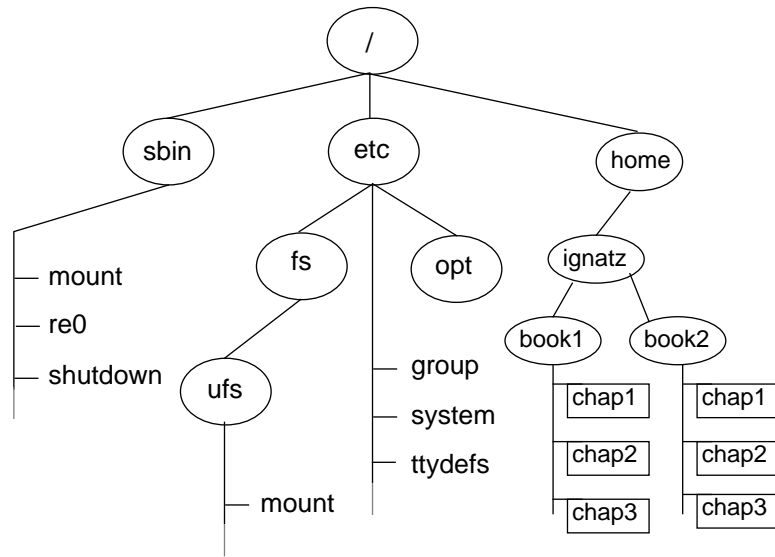 /
sbin
etc
home
fs
opt
ignatz
mount
re0
shutdown
ufs
group
system
ttydefs
mount
book1
book2
chap1
chap2
chap3
chap1
chap2
chap3